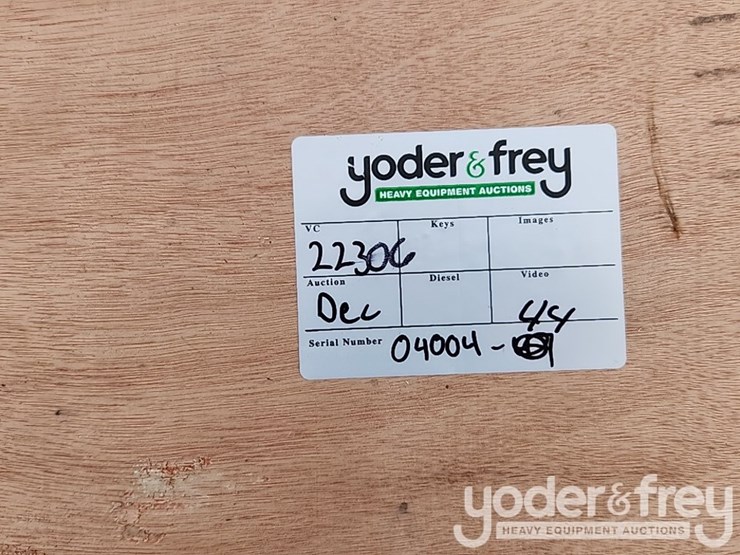 yoder & frey
HEAVY EQUIPMENT AUCTIONS
VC Keys Images
22306
Auction Diesel Video
Dec
44
Serial Number 04004-
yoder & frey
HEAVY EQUIPMENT AUCTIONS